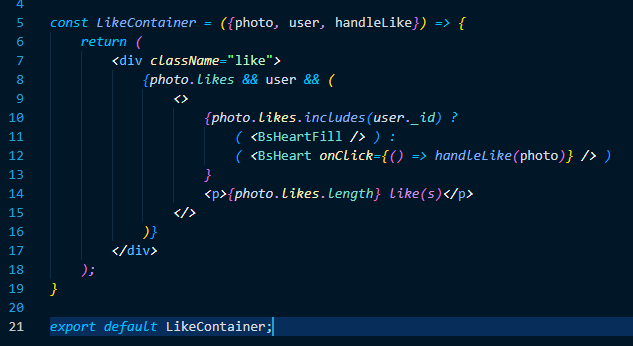 4
5 const LikeContainer = ({photo, user, handleLike}) => {
6 return (
7 <div className="like">
8 {photo.likes && user && (
9 <>
10 {photo.likes.includes(user._id) ?
11 ( <BsHeartFill /> ) :
12 ( <BsHeart onClick={() => handleLike(photo)} /> )
13 }
14 <p>{photo.likes.length} like(s)</p>
15 </>
16 )}
17 </div>
18 );
19 }
20
21 export default LikeContainer;